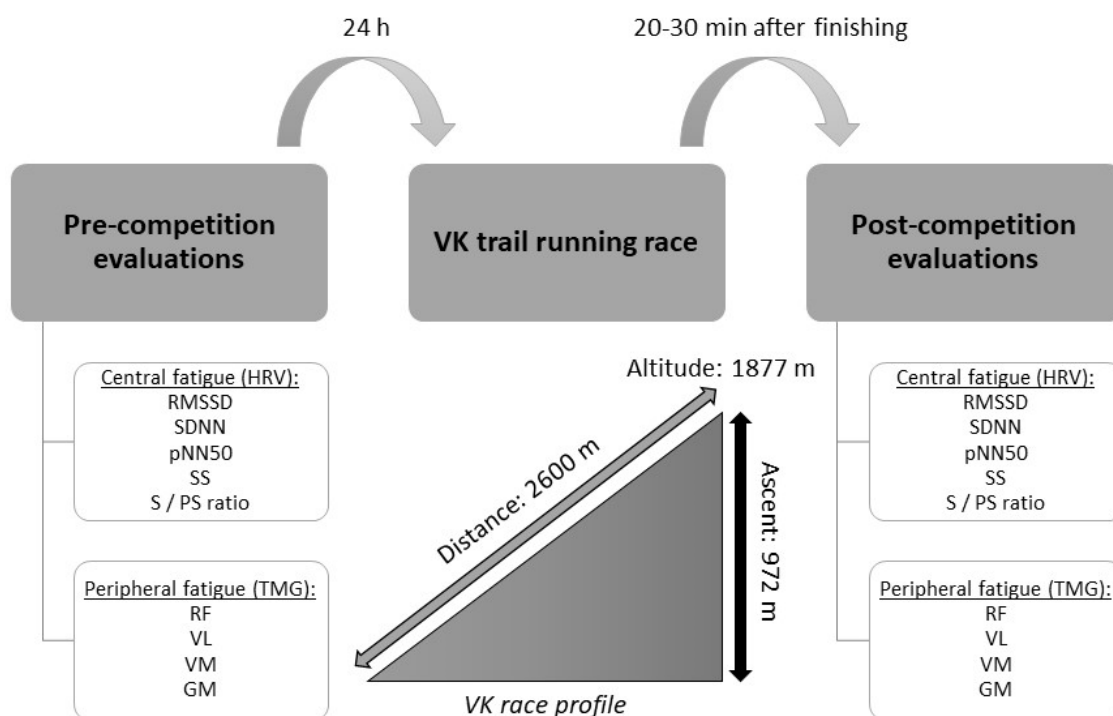 24 h
20-30 min after finishing
Pre-competition
evaluations
VK trail running race
Post-competition
evaluations
Central fatigue (HRV):
RMSSD
SDNN
pNN50
SS
S / PS ratio
Peripheral fatigue (TMG):
RF
VL
VM
GM
Altitude: 1877 m
Distance: 2600 m
Ascent: 972 m
VK race profile
Central fatigue (HRV):
RMSSD
SDNN
pNN50
SS
S / PS ratio
Peripheral fatigue (TMG):
RF
VL
VM
GM